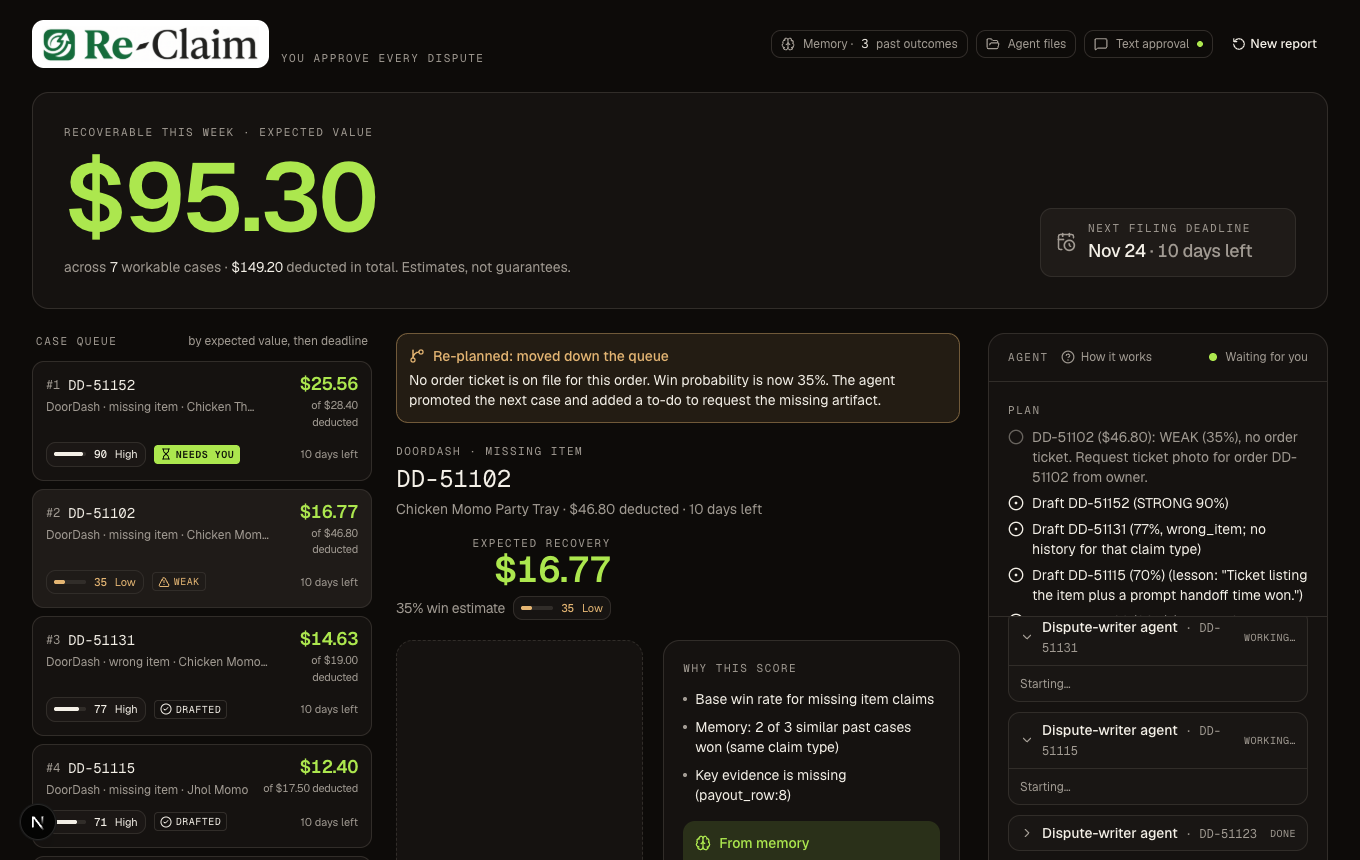 Re-Claim
YOU APPROVE EVERY DISPUTE
Memory · 3 past outcomes
Agent files
Text approval
New report
RECOVERABLE THIS WEEK · EXPECTED VALUE
$95.30
across 7 workable cases · $149.20 deducted in total. Estimates, not guarantees.
NEXT FILING DEADLINE
Nov 24 · 10 days left
CASE QUEUE
by expected value, then deadline
#1 DD-51152
$25.56
DoorDash · missing item · Chicken Th…
of $28.40
deducted
90 High
NEEDS YOU
10 days left
#2 DD-51102
$16.77
DoorDash · missing item · Chicken Mom…
of $46.80
deducted
35 Low
WEAK
10 days left
#3 DD-51131
$14.63
DoorDash · wrong item · Chicken Momo…
of $19.00
deducted
77 High
DRAFTED
10 days left
#4 DD-51115
$12.40
DoorDash · missing item · Jhol Momo
of $17.50 deducted
N
71 High
DRAFTED
10 days left
Re-planned: moved down the queue
No order ticket is on file for this order. Win probability is now 35%. The agent
promoted the next case and added a to-do to request the missing artifact.
DOORDASH · MISSING ITEM
DD-51102
Chicken Momo Party Tray · $46.80 deducted · 10 days left
EXPECTED RECOVERY
$16.77
35% win estimate
35 Low
WHY THIS SCORE
Base win rate for missing item claims
Memory: 2 of 3 similar past cases
won (same claim type)
Key evidence is missing
(payout_row:8)
From memory
AGENT
How it works
Waiting for you
PLAN
DD-51102 ($46.80): WEAK (35%), no order
ticket. Request ticket photo for order DD-
51102 from owner.
Draft DD-51152 (STRONG 90%)
Draft DD-51131 (77%, wrong_item; no
history for that claim type)
Draft DD-51115 (70%) (lesson: "Ticket listing
the item plus a prompt handoff time won.")
Dispute-writer agent · DD-
51131
WORKING…
Starting…
Dispute-writer agent · DD-
51115
WORKING…
Starting…
Dispute-writer agent · DD-51123
DONE